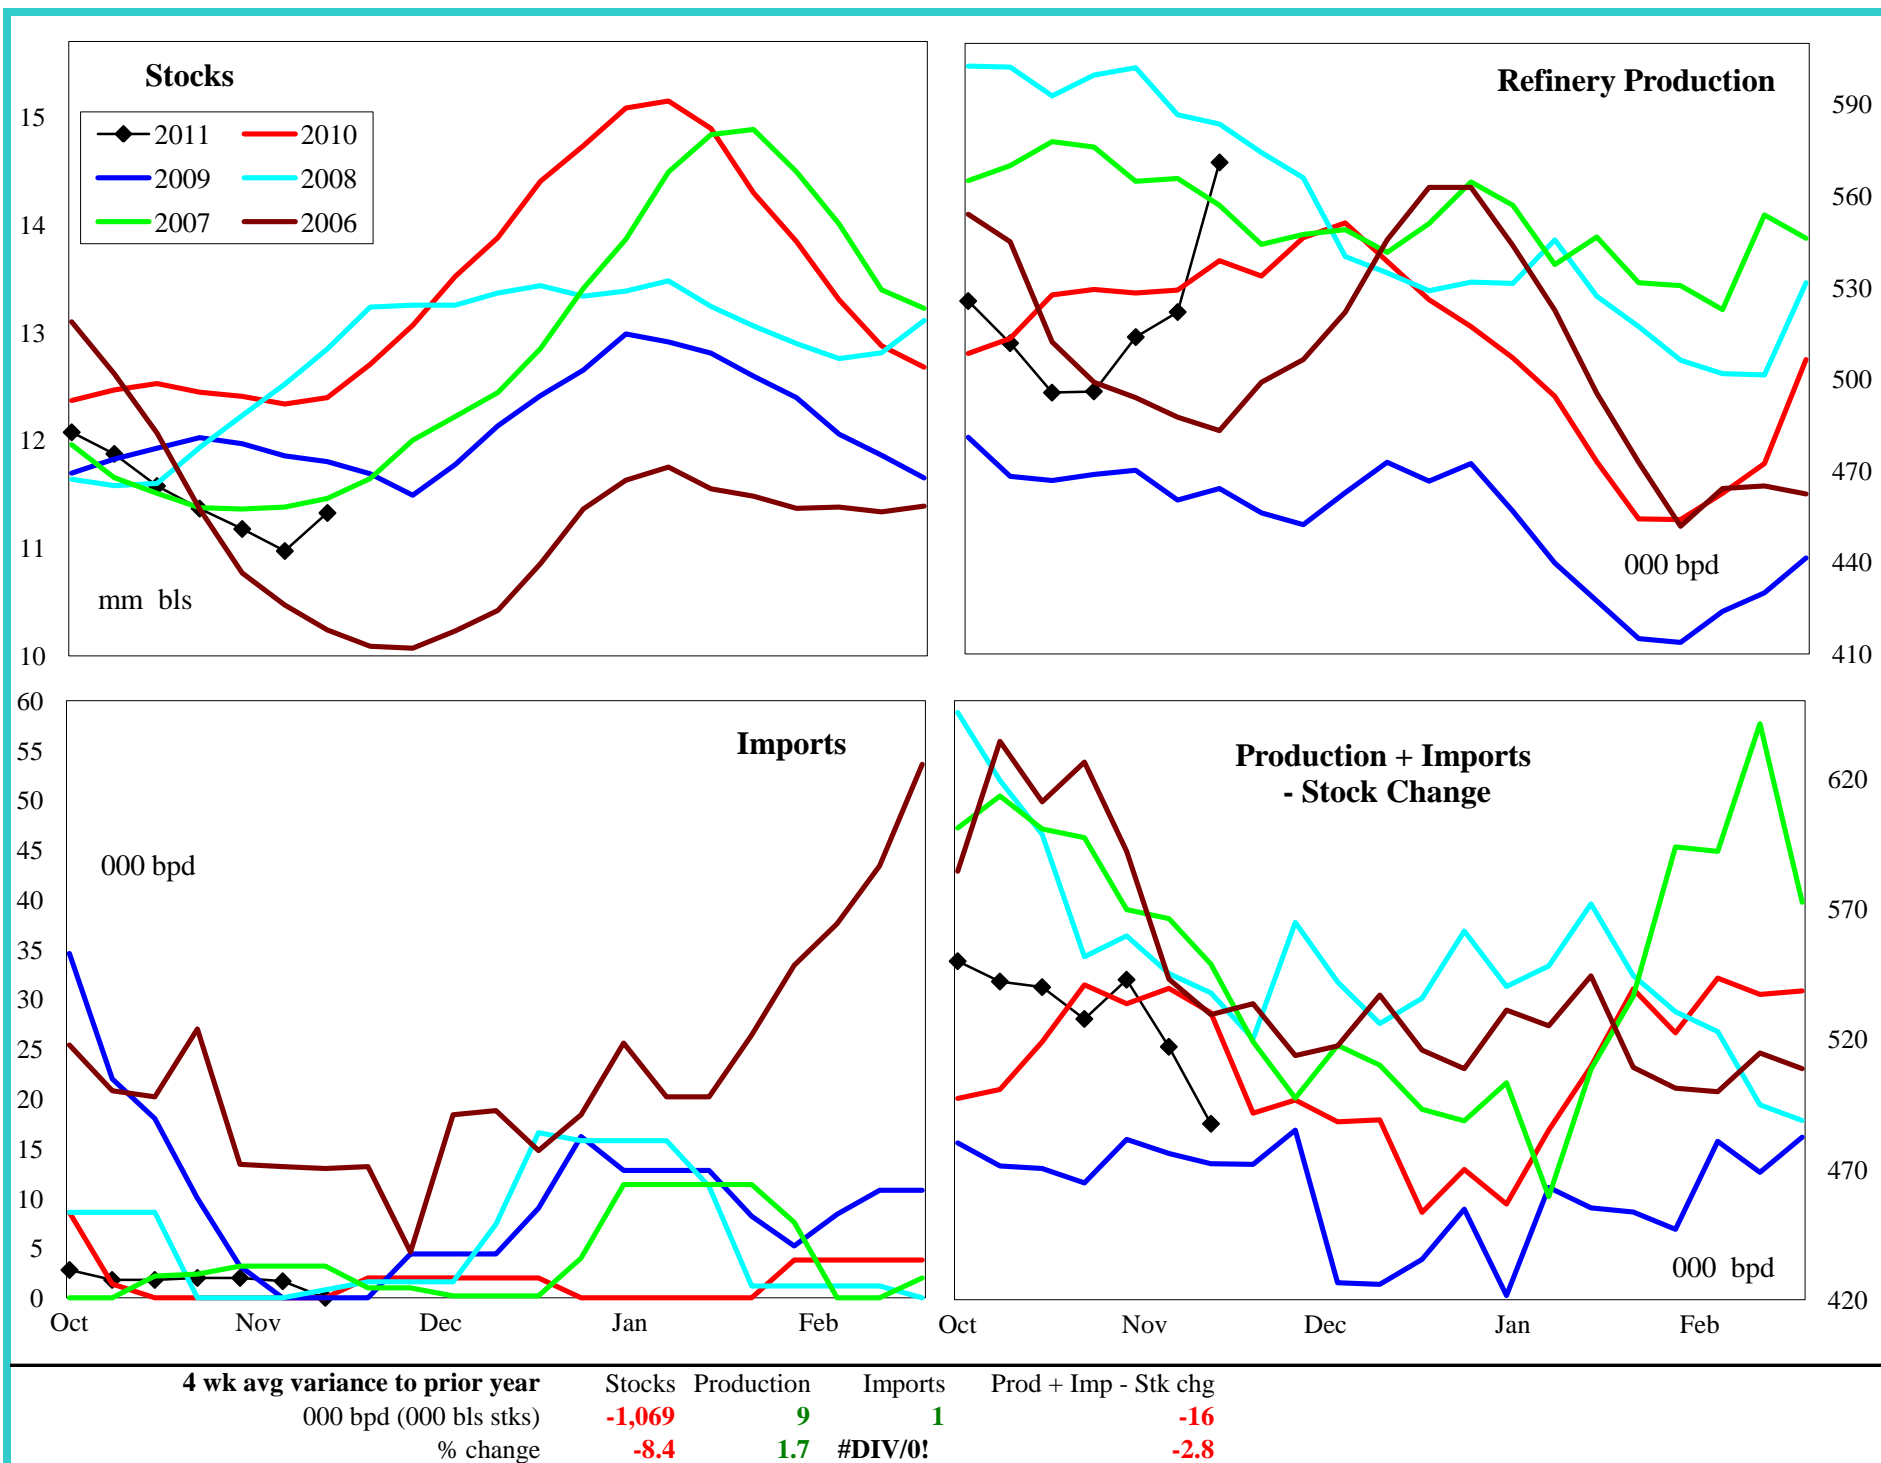 Stocks
15
14
13
12
11
10
2011
2010
2009
2008
2007
2006
mm bls
Refinery Production
590
560
530
500
470
440
410
000 bpd
Imports
60
55
50
45
40
35
30
25
20
15
10
5
0
000 bpd
Oct Nov Dec Jan Feb
Production + Imports
- Stock Change
620
570
520
470
420
000 bpd
Oct Nov Dec Jan Feb
4 wk avg variance to prior year Stocks Production Imports Prod + Imp - Stk chg
000 bpd (000 bls stks) -1,069 9 1 -16
% change -8.4 1.7 #DIV/0! -2.8